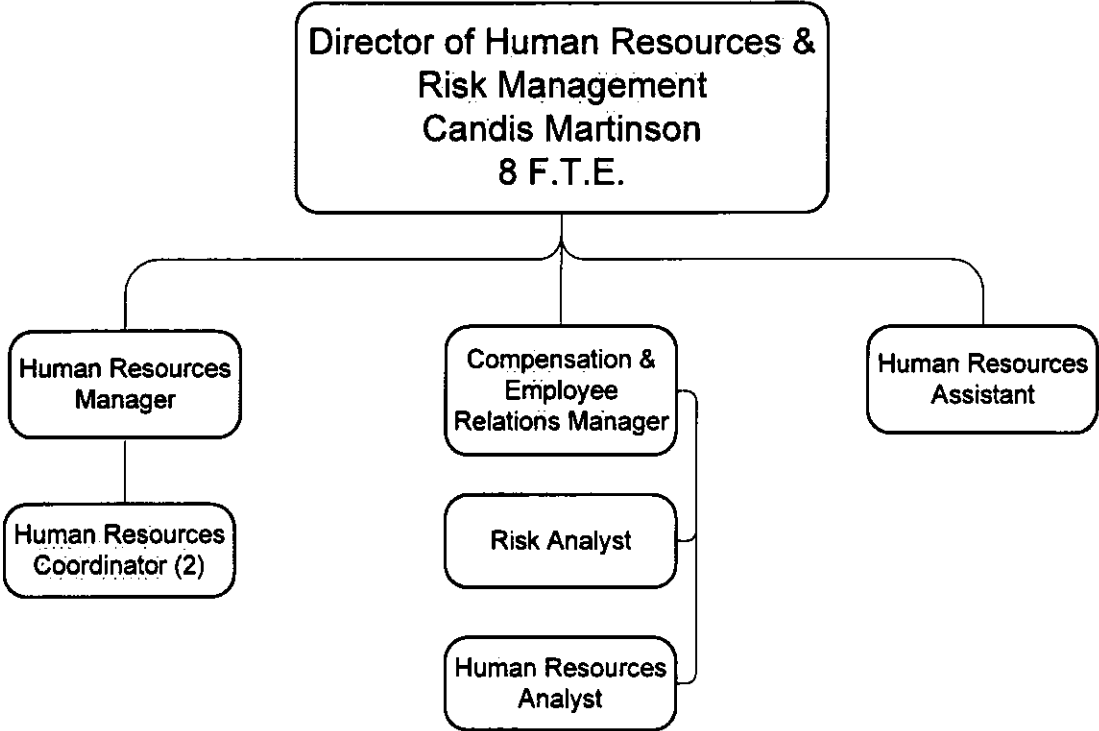 Director of Human Resources &
Risk Management
Candis Martinson
8 F.T.E.
Human Resources
Manager
Compensation &
Employee
Relations Manager
Human Resources
Assistant
Human Resources
Coordinator (2)
Risk Analyst
Human Resources
Analyst